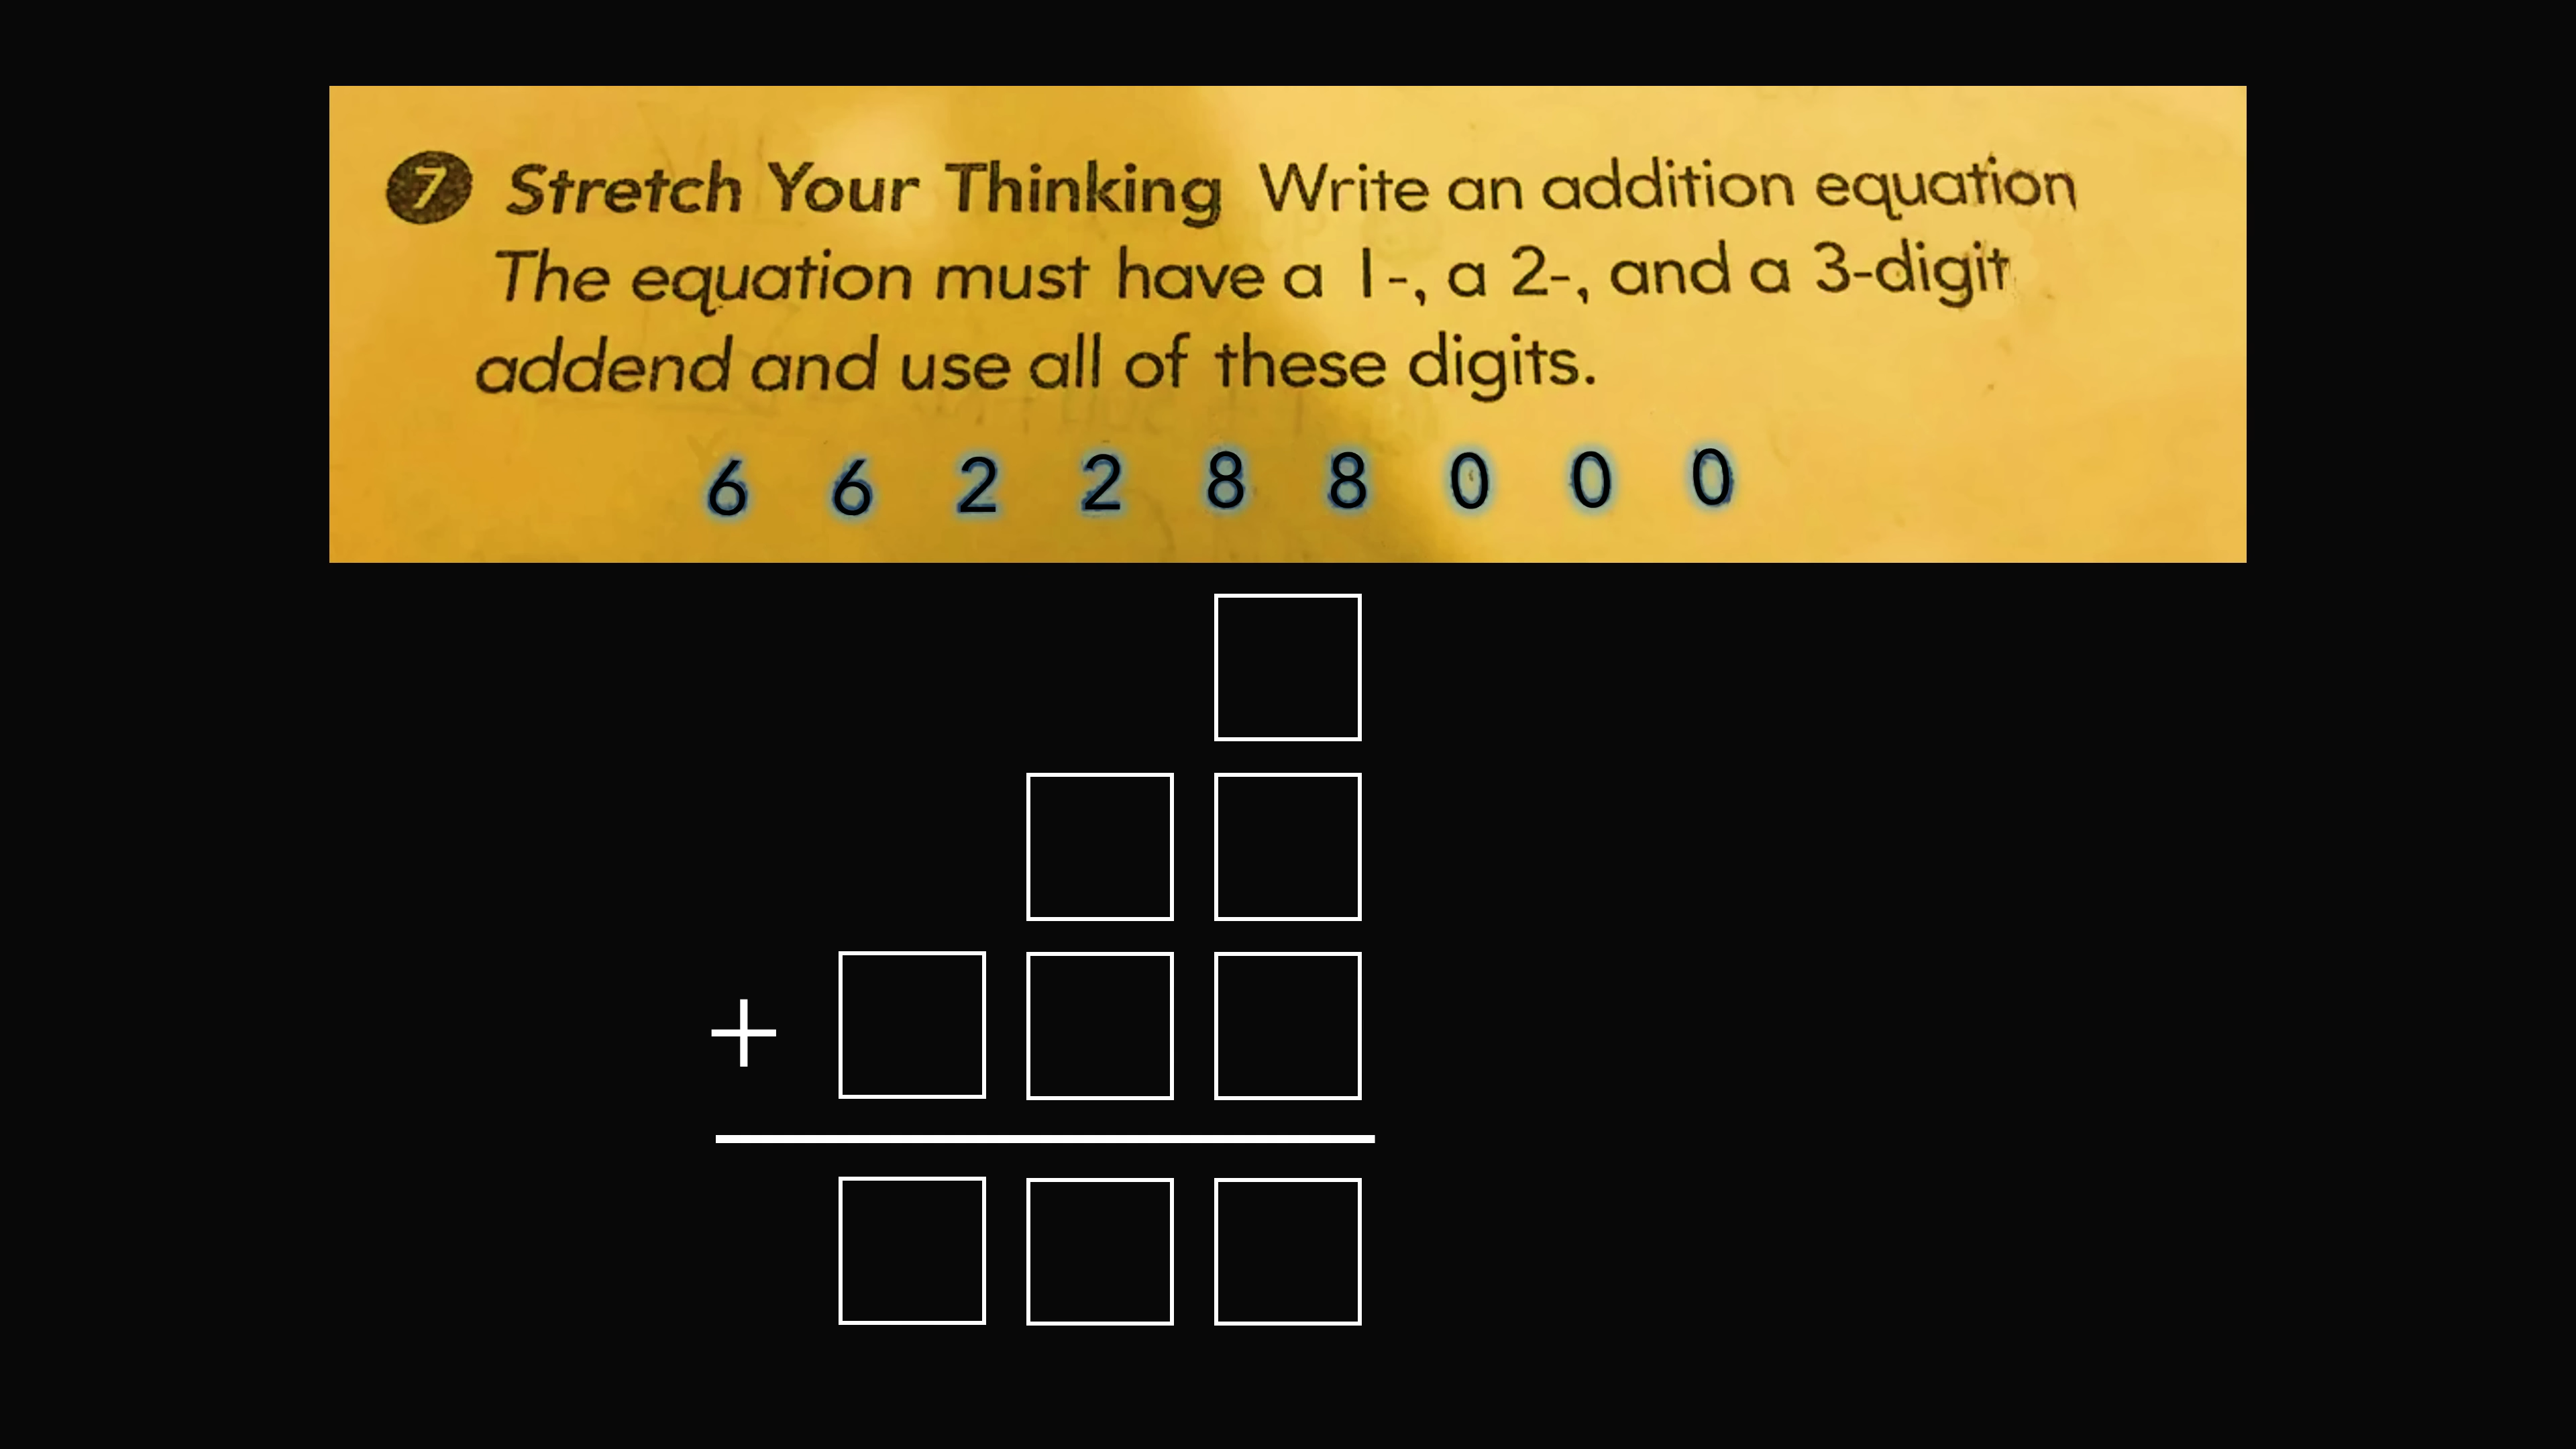 7 Stretch Your Thinking Write an addition equation
The equation must have a 1-, a 2-, and a 3-digit
addend and use all of these digits.
6 6 2 2 8 8 0 0 0
+